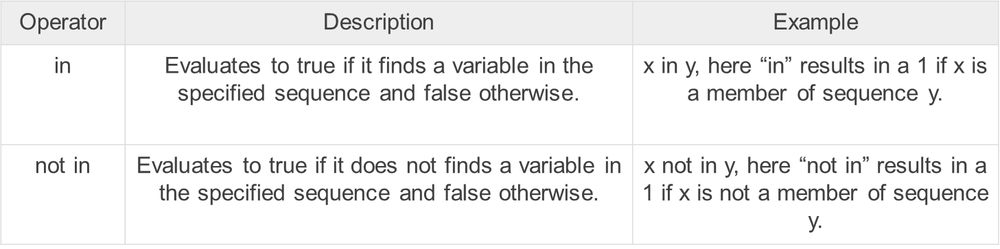 Operator Description Example
in
Evaluates to true if it finds a variable in the
specified sequence and false otherwise.
x in y, here “in” results in a 1 if x is
a member of sequence y.
not in
Evaluates to true if it does not finds a variable in
the specified sequence and false otherwise.
x not in y, here “not in” results in a
1 if x is not a member of sequence
y.